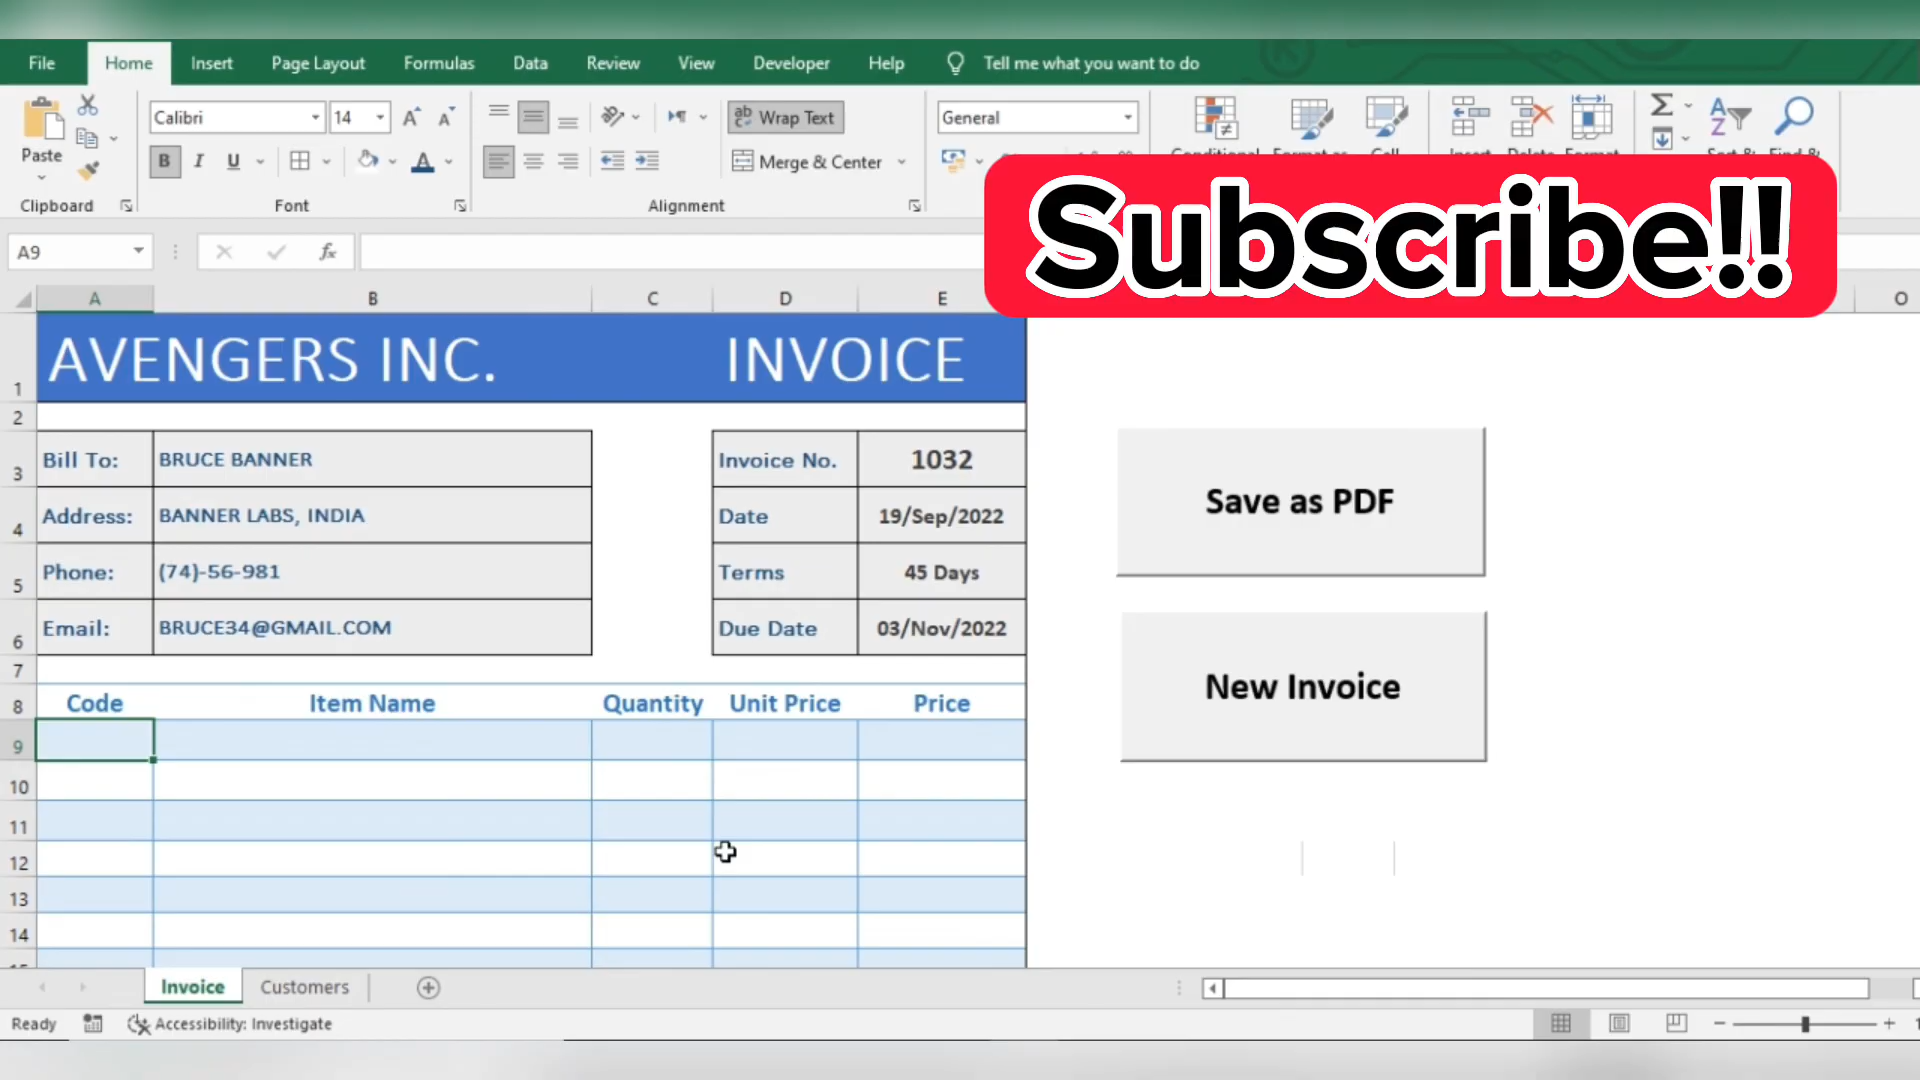 File Home Insert Page Layout Formulas Data Review View Developer Help Tell me what you want to do
Calibri 14 Wrap Text General
Paste B I U Merge & Center
Clipboard Font Alignment
Subscribe!!
A9 fx
A B C D E O
1 AVENGERS INC. INVOICE
2
3 Bill To: BRUCE BANNER Invoice No. 1032
4 Address: BANNER LABS, INDIA Date 19/Sep/2022
5 Phone: (74)-56-981 Terms 45 Days
6 Email: BRUCE34@GMAIL.COM Due Date 03/Nov/2022
7
8 Code Item Name Quantity Unit Price Price
9
10
11
12
13
14
Save as PDF
New Invoice
Invoice Customers
Ready Accessibility: Investigate